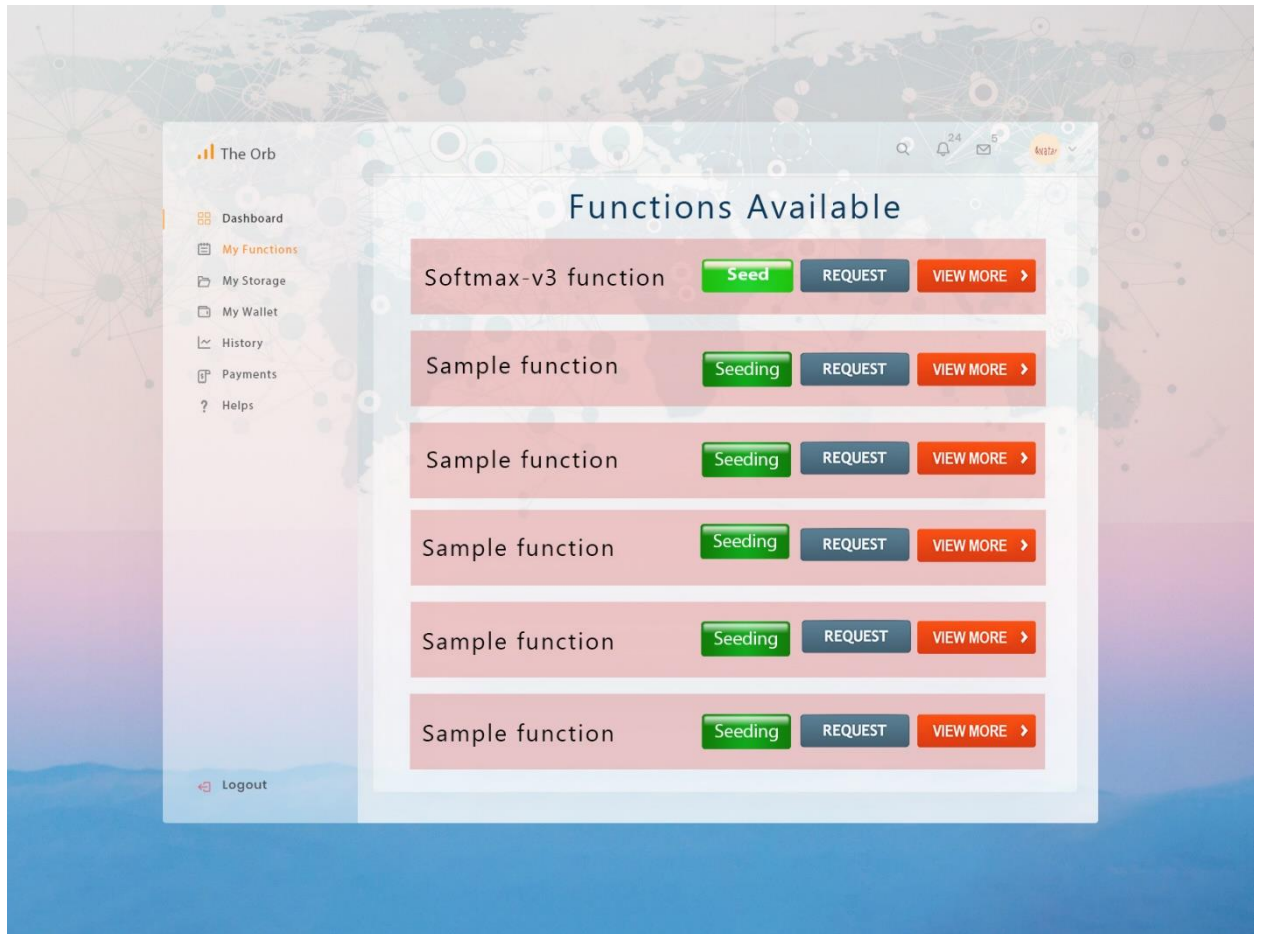 The Orb
24
5
Avatar
Dashboard
My Functions
My Storage
My Wallet
History
Payments
? Helps
Logout
Functions Available
Softmax-v3 function Seed REQUEST VIEW MORE
Sample function Seeding REQUEST VIEW MORE
Sample function Seeding REQUEST VIEW MORE
Sample function Seeding REQUEST VIEW MORE
Sample function Seeding REQUEST VIEW MORE
Sample function Seeding REQUEST VIEW MORE